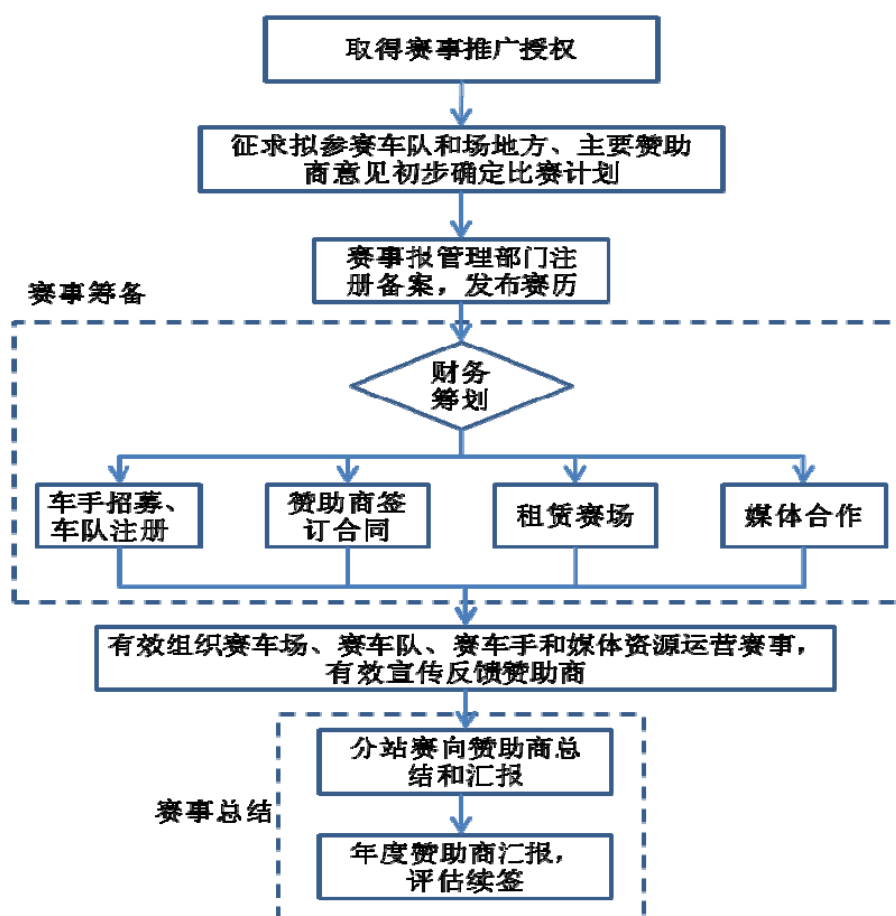 取得赛事推广授权
征求拟参赛车队和场地方、主要赞助
商意见初步确定比赛计划
赛事报管理部门注
册备案，发布赛历
赛事筹备
财务
筹划
车手招募、
车队注册
赞助商签
订合同
租赁赛场
媒体合作
有效组织赛车场、赛车队、赛车手和媒体资源运营赛事，
有效宣传反馈赞助商
分站赛向赞助商总
结和汇报
赛事总结
年度赞助商汇报，
评估续签